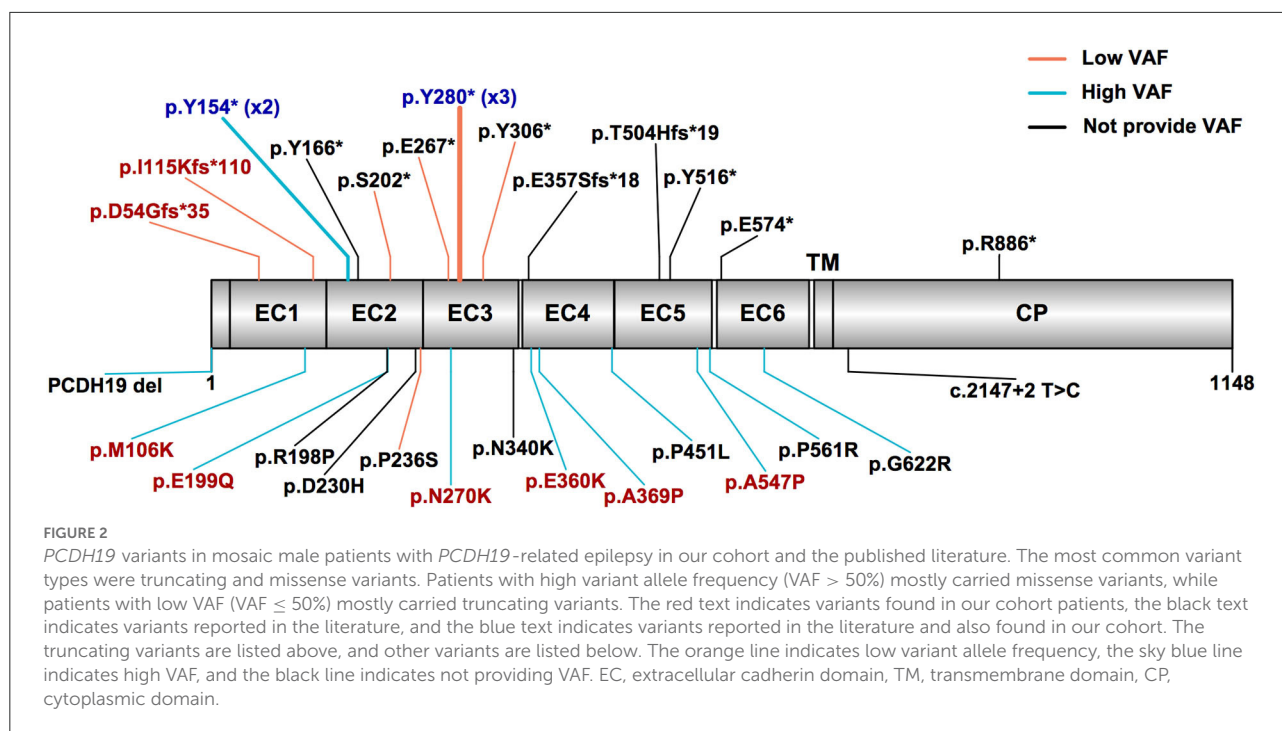 Low VAF
High VAF
Not provide VAF
p.Y154* (x2)
p.Y280* (x3)
p.Y166*
p.E267*
p.Y306*
p.T504Hfs*19
p.I115Kfs*110
p.S202*
p.E357Sfs*18
p.Y516*
p.D54Gfs*35
p.E574*
p.R886*
TM
EC1
EC2
EC3
EC4
EC5
EC6
CP
PCDH19 del
1
1148
c.2147+2 T>C
p.M106K
p.E199Q
p.R198P
p.D230H
p.P236S
p.N270K
p.N340K
p.E360K
p.A369P
p.P451L
p.A547P
p.P561R
p.G622R
FIGURE 2
PCDH19 variants in mosaic male patients with PCDH19-related epilepsy in our cohort and the published literature. The most common variant
types were truncating and missense variants. Patients with high variant allele frequency (VAF > 50%) mostly carried missense variants, while
patients with low VAF (VAF ≤ 50%) mostly carried truncating variants. The red text indicates variants found in our cohort patients, the black text
indicates variants reported in the literature, and the blue text indicates variants reported in the literature and also found in our cohort. The
truncating variants are listed above, and other variants are listed below. The orange line indicates low variant allele frequency, the sky blue line
indicates high VAF, and the black line indicates not providing VAF. EC, extracellular cadherin domain, TM, transmembrane domain, CP,
cytoplasmic domain.